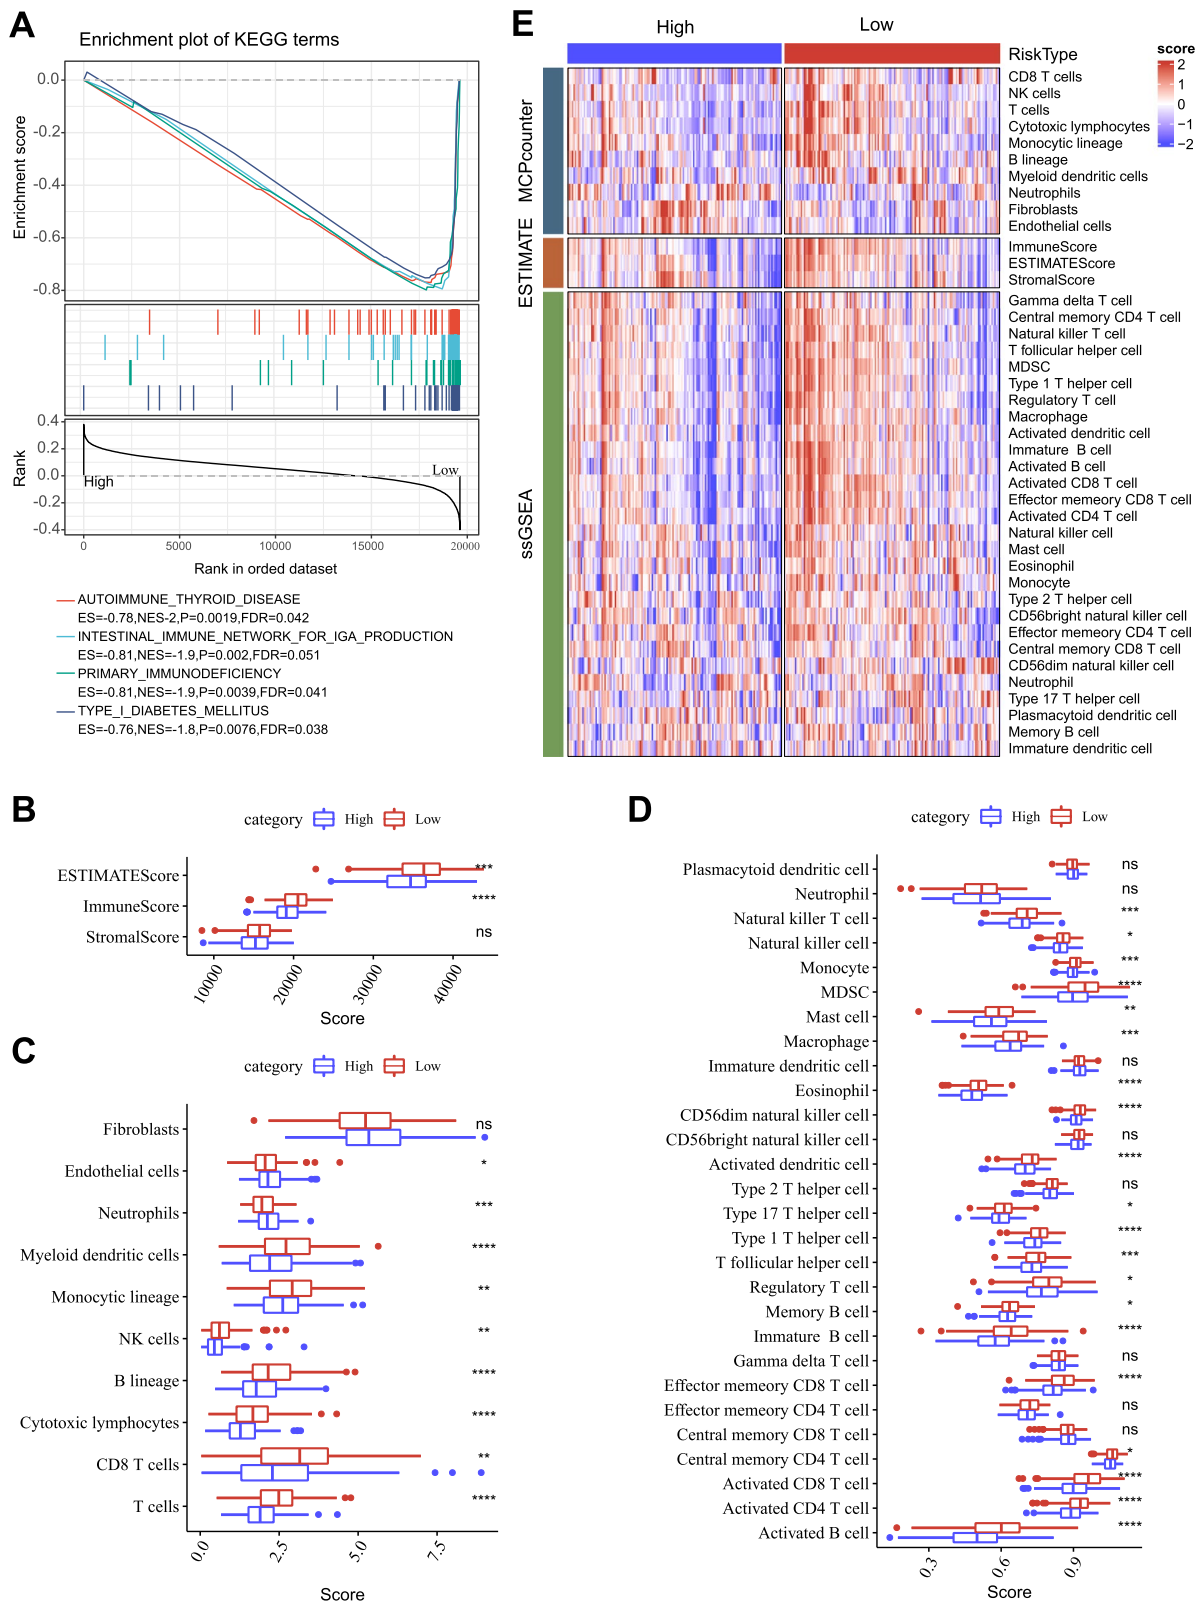 A
Enrichment plot of KEGG terms
Enrichment score
0.0
-0.2
-0.4
-0.6
-0.8
Rank
0.4
0.2
0.0
-0.2
-0.4
High
Low
0
5000
10000
15000
20000
Rank in orded dataset
AUTOIMMUNE_THYROID_DISEASE
ES=-0.78,NES-2,P=0.0019,FDR=0.042
INTESTINAL_IMMUNE_NETWORK_FOR_IGA_PRODUCTION
ES=-0.81,NES=-1.9,P=0.002,FDR=0.051
PRIMARY_IMMUNODEFICIENCY
ES=-0.81,NES=-1.9,P=0.0039,FDR=0.041
TYPE_I_DIABETES_MELLITUS
ES=-0.76,NES=-1.8,P=0.0076,FDR=0.038
E
High
Low
RiskType
score
2
1
0
−1
−2
MCPcounter
CD8 T cells
NK cells
T cells
Cytotoxic lymphocytes
Monocytic lineage
B lineage
Myeloid dendritic cells
Neutrophils
Fibroblasts
Endothelial cells
ESTIMATE
ImmuneScore
ESTIMATEScore
StromalScore
ssGSEA
Gamma delta T cell
Central memory CD4 T cell
Natural killer T cell
T follicular helper cell
MDSC
Type 1 T helper cell
Regulatory T cell
Macrophage
Activated dendritic cell
Immature  B cell
Activated B cell
Activated CD8 T cell
Effector memeory CD8 T cell
Activated CD4 T cell
Natural killer cell
Mast cell
Eosinophil
Monocyte
Type 2 T helper cell
CD56bright natural killer cell
Effector memeory CD4 T cell
Central memory CD8 T cell
CD56dim natural killer cell
Neutrophil
Type 17 T helper cell
Plasmacytoid dendritic cell
Memory B cell
Immature dendritic cell
B
category High Low
ESTIMATEScore ***
ImmuneScore ****
StromalScore ns
10000
20000
30000
40000
Score
C
category High Low
Fibroblasts ns
Endothelial cells *
Neutrophils ***
Myeloid dendritic cells ****
Monocytic lineage **
NK cells **
B lineage ****
Cytotoxic lymphocytes ****
CD8 T cells **
T cells ****
0.0
2.5
5.0
7.5
Score
D
category High Low
Plasmacytoid dendritic cell ns
Neutrophil ns
Natural killer T cell ***
Natural killer cell *
Monocyte ***
MDSC ****
Mast cell **
Macrophage ***
Immature dendritic cell ns
Eosinophil ****
CD56dim natural killer cell ****
CD56bright natural killer cell ns
Activated dendritic cell ****
Type 2 T helper cell ns
Type 17 T helper cell *
Type 1 T helper cell ****
T follicular helper cell ***
Regulatory T cell *
Memory B cell *
Immature  B cell ****
Gamma delta T cell ns
Effector memeory CD8 T cell ****
Effector memeory CD4 T cell ns
Central memory CD8 T cell ns
Central memory CD4 T cell *
Activated CD8 T cell ****
Activated CD4 T cell ****
Activated B cell ****
0.3
0.6
0.9
Score